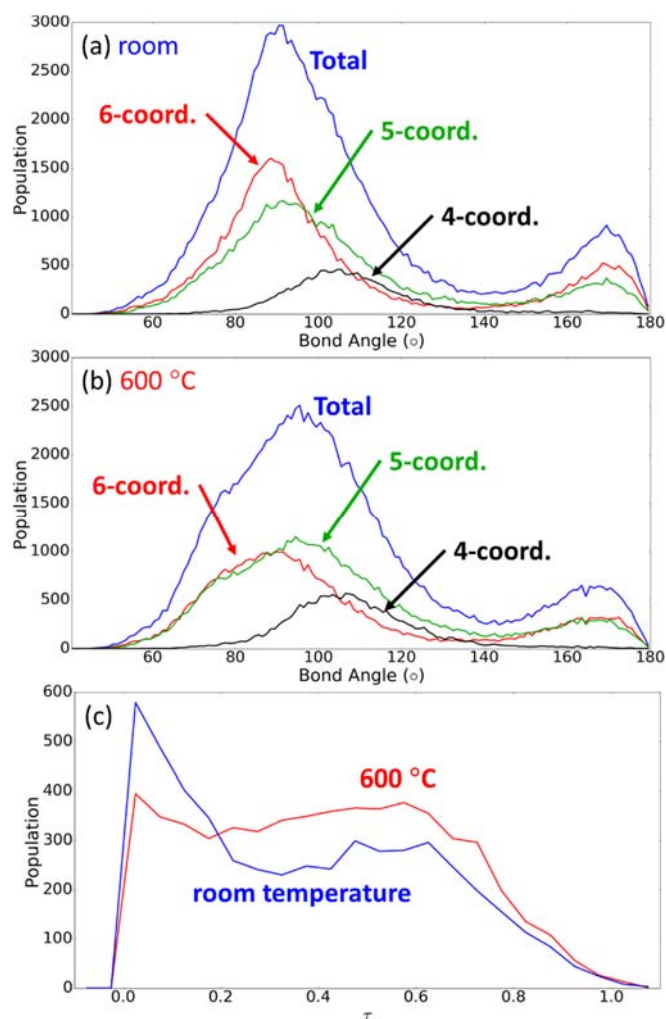 3000
(a) room
Total
2500
6-coord.
5-coord.
2000
Population
1500
4-coord.
1000
500
0
60 80 100 120 140 160 180
Bond Angle (○)
3000
(b) 600 °C
Total
2500
5-coord.
2000
6-coord.
Population
1500
4-coord.
1000
500
0
60 80 100 120 140 160 180
Bond Angle (○)
600
(c)
500
600 °C
400
Population
300
200
room temperature
100
0
0.0 0.2 0.4 0.6 0.8 1.0
τ